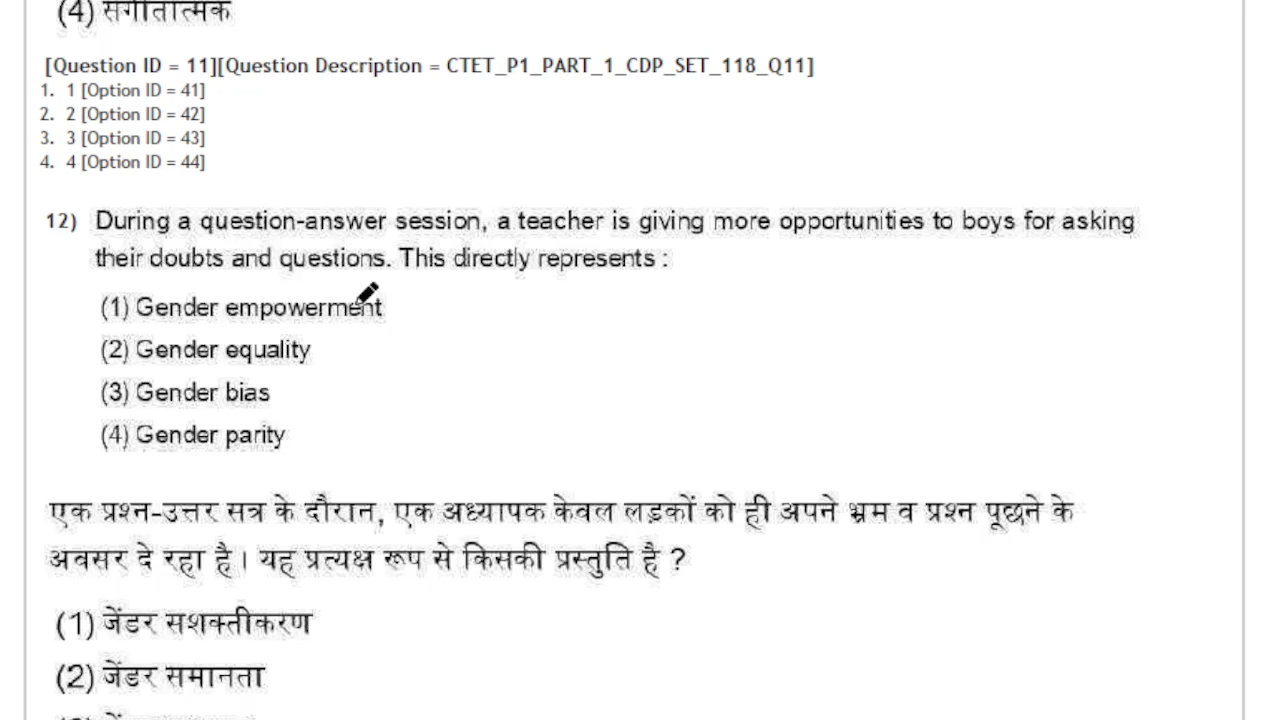 (4) संगीतात्मक
[Question ID = 11][Question Description = CTET_P1_PART_1_CDP_SET_118_Q11]
1. 1 [Option ID = 41]
2. 2 [Option ID = 42]
3. 3 [Option ID = 43]
4. 4 [Option ID = 44]
12) During a question-answer session, a teacher is giving more opportunities to boys for asking
their doubts and questions. This directly represents :
(1) Gender empowerment
(2) Gender equality
(3) Gender bias
(4) Gender parity
एक प्रश्न-उत्तर सत्र के दौरान, एक अध्यापक केवल लड़कों को ही अपने भ्रम व प्रश्न पूछने के
अवसर दे रहा है। यह प्रत्यक्ष रूप से किसकी प्रस्तुति है ?
(1) जेंडर सशक्तीकरण
(2) जेंडर समानता